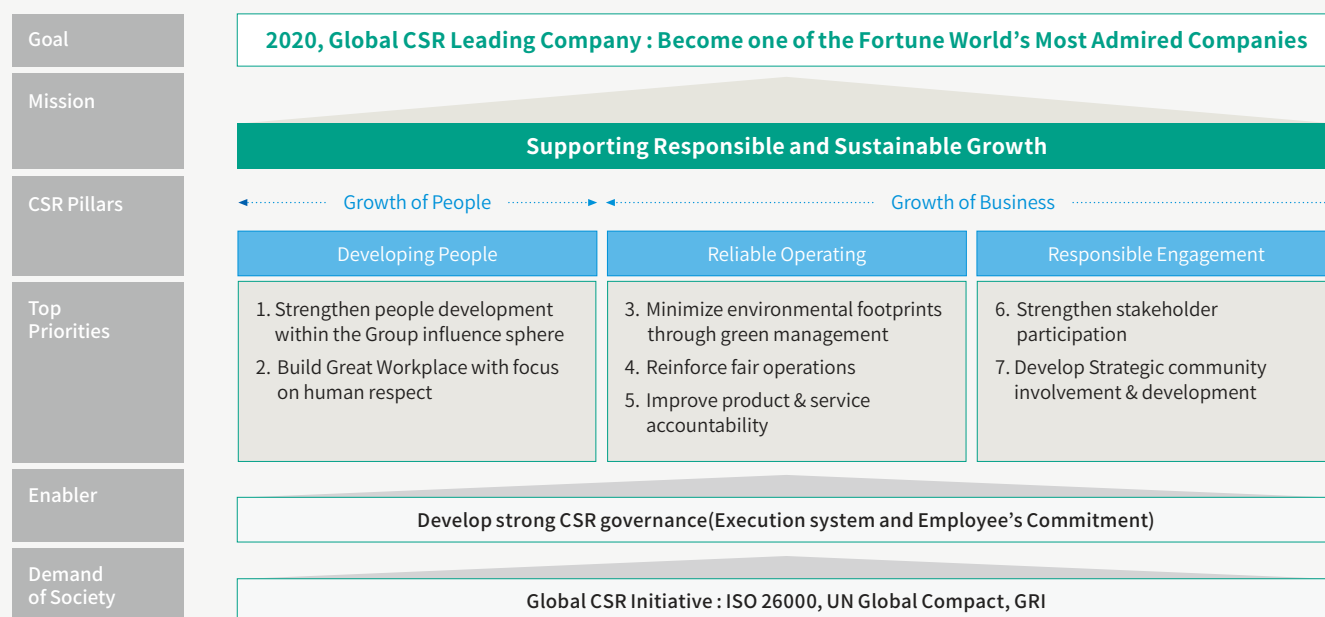 Goal
2020, Global CSR Leading Company : Become one of the Fortune World’s Most Admired Companies
Mission
Supporting Responsible and Sustainable Growth
CSR Pillars
Growth of People
Growth of Business
Developing People
Reliable Operating
Responsible Engagement
Top
Priorities
1. Strengthen people development
within the Group influence sphere
2. Build Great Workplace with focus
on human respect
3. Minimize environmental footprints
through green management
4. Reinforce fair operations
5. Improve product & service
accountability
6. Strengthen stakeholder
participation
7. Develop Strategic community
involvement & development
Enabler
Develop strong CSR governance(Execution system and Employee’s Commitment)
Demand
of Society
Global CSR Initiative : ISO 26000, UN Global Compact, GRI